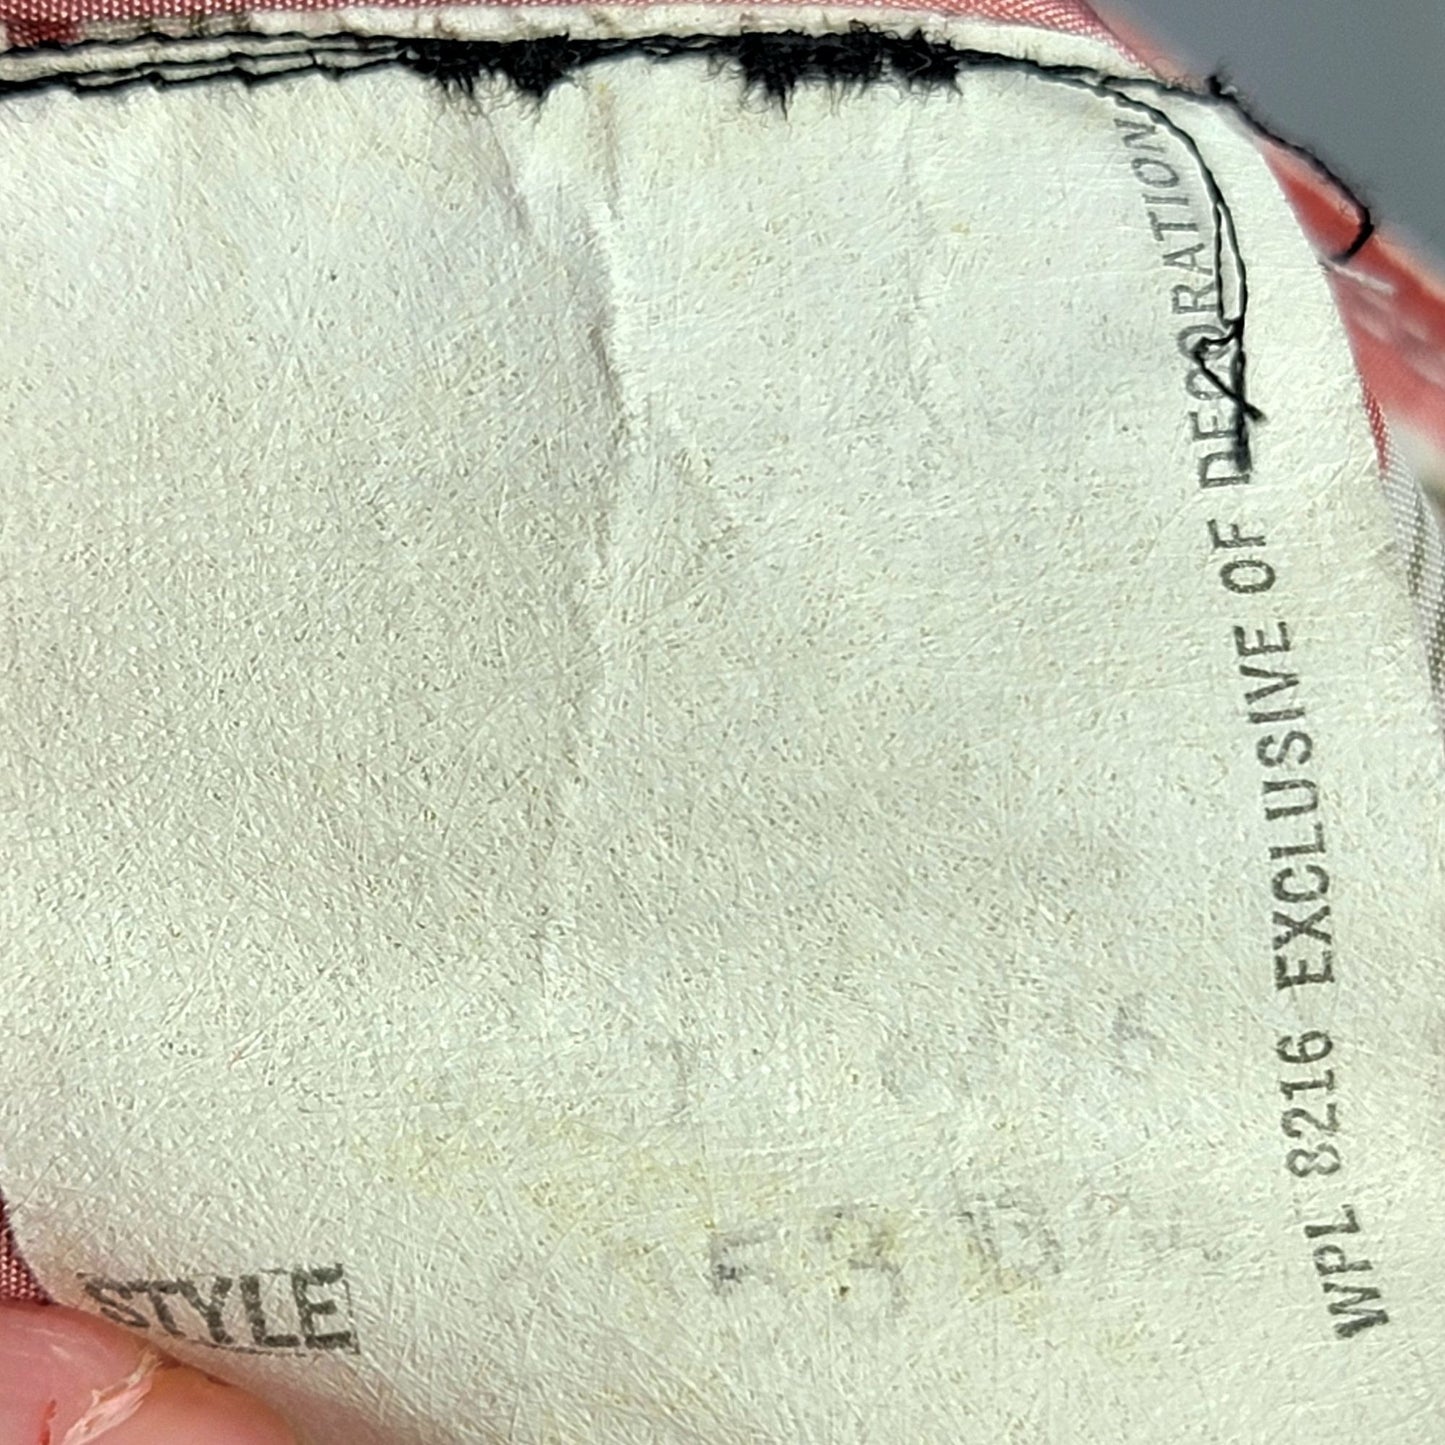 WPL 8216 EXCLUSIVE OF DECORATION
STYLE